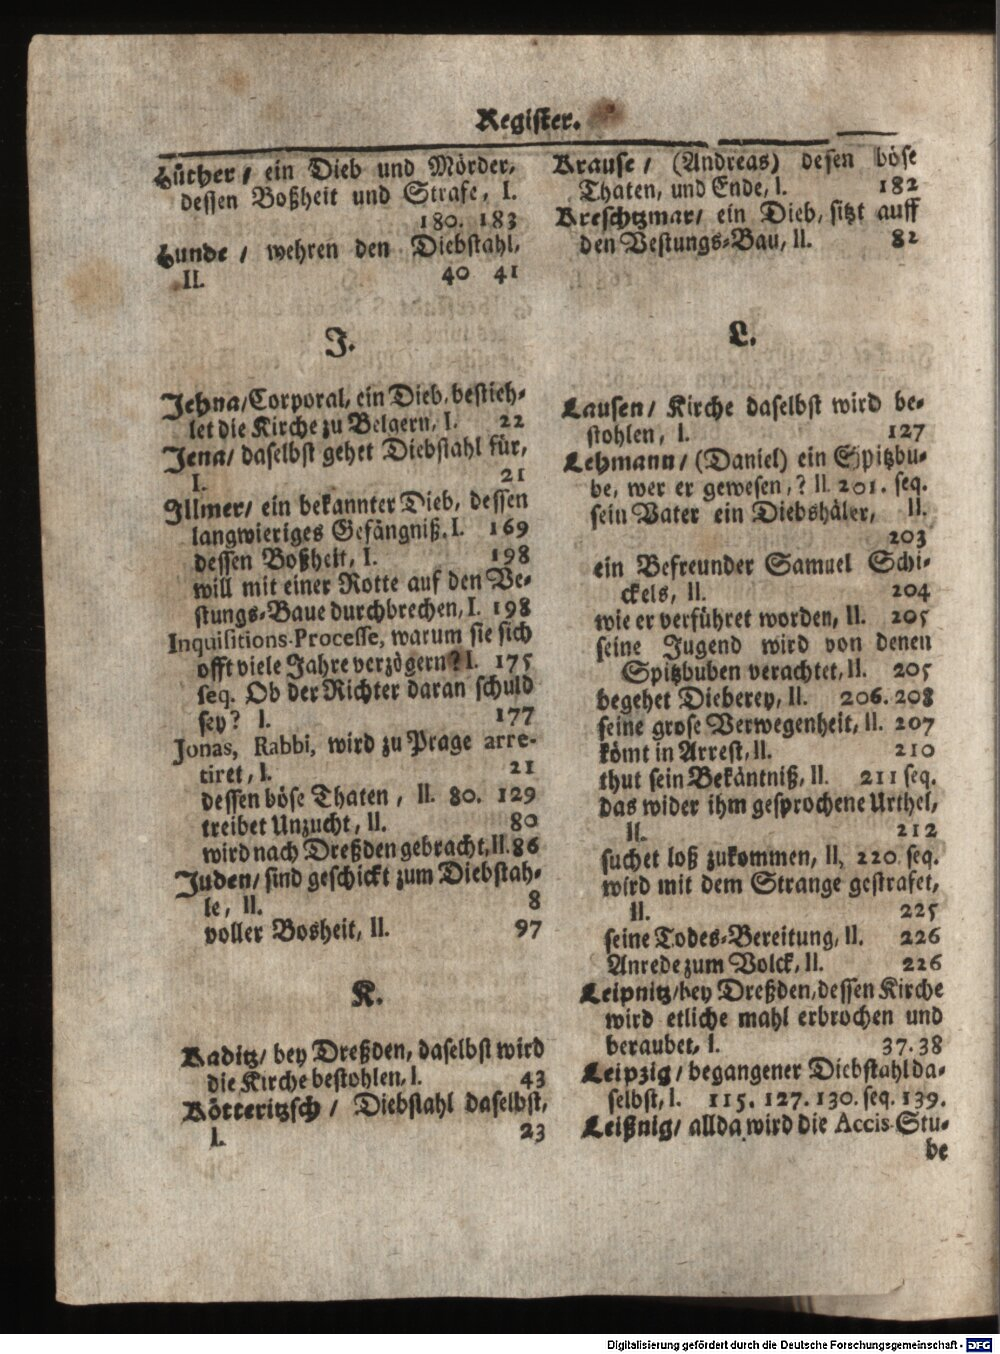 Register.
Hüther / ein Dieb und Mörder,
dessen Boßheit und Strafe, I.
180. 183
Hunde / wehren den Diebstahl,
II. 40 41
J.
Jehna/Corporal, ein Dieb, bestieh-
let die Kirche zu Belgern, I. 22
Jena/ daselbst gehet Diebstahl für,
I. 21
Illmer/ ein bekannter Dieb, dessen
langwieriges Gefängniß. I. 169
dessen Boßheit, I. 198
will mit einer Rotte auf den Ve-
stungs-Baue durchbrechen, I. 198
Inquisitions-Processe, warum sie sich
offt viele Jahre verzögern? I. 175
seq. Ob der Richter daran schuld
sey? I. 177
Jonas, Rabbi, wird zu Prage arre-
tiret, I. 21
dessen böse Thaten, II. 80. 129
treibet Unzucht, II. 80
wird nach Dreßden gebracht, II. 86
Juden/ sind geschickt zum Diebstah-
le, II. 8
voller Bosheit, II. 97
K.
Kaditz/ bey Dreßden, daselbst wird
die Kirche bestohlen, I. 43
Kötteritzsch / Diebstahl daselbst,
I. 23
Krause / (Andreas) desen böse
Thaten, und Ende, I. 182
Kreschtzmar/ ein Dieb, sitzt auff
den Vestungs-Bau, II. 82
L.
Lausen/ Kirche daselbst wird be-
stohlen, I. 127
Lehmann/ (Daniel) ein Spitzbu-
be, wer er gewesen,? II. 201. seq.
sein Vater ein Diebshäler, II.
203
ein Befreunder Samuel Schi-
ckels, II. 204
wie er verführet worden, II. 205
seine Jugend wird von denen
Spitzbuben verachtet, II. 205
begehet Dieberey, II. 206. 208
seine grose Verwegenheit, II. 207
kömt in Arrest, II. 210
thut sein Bekäntniß, II. 211 seq.
das wider ihm gesprochene Urthel,
II. 212
suchet loß zukommen, II, 220 seq.
wird mit dem Strange gestrafet,
II. 225
seine Todes-Bereitung, II. 226
Anrede zum Volck, II. 226
Leipnitz/bey Dreßden, dessen Kirche
wird etliche mahl erbrochen und
beraubet, I. 37. 38
Leipzig / begangener Diebstahl da-
selbst, I. 115. 127. 130. seq. 139.
Leißnig/ allda wird die Accis-Stu-
be
Digitalisierung gefördert durch die Deutsche Forschungsgemeinschaft - DFG